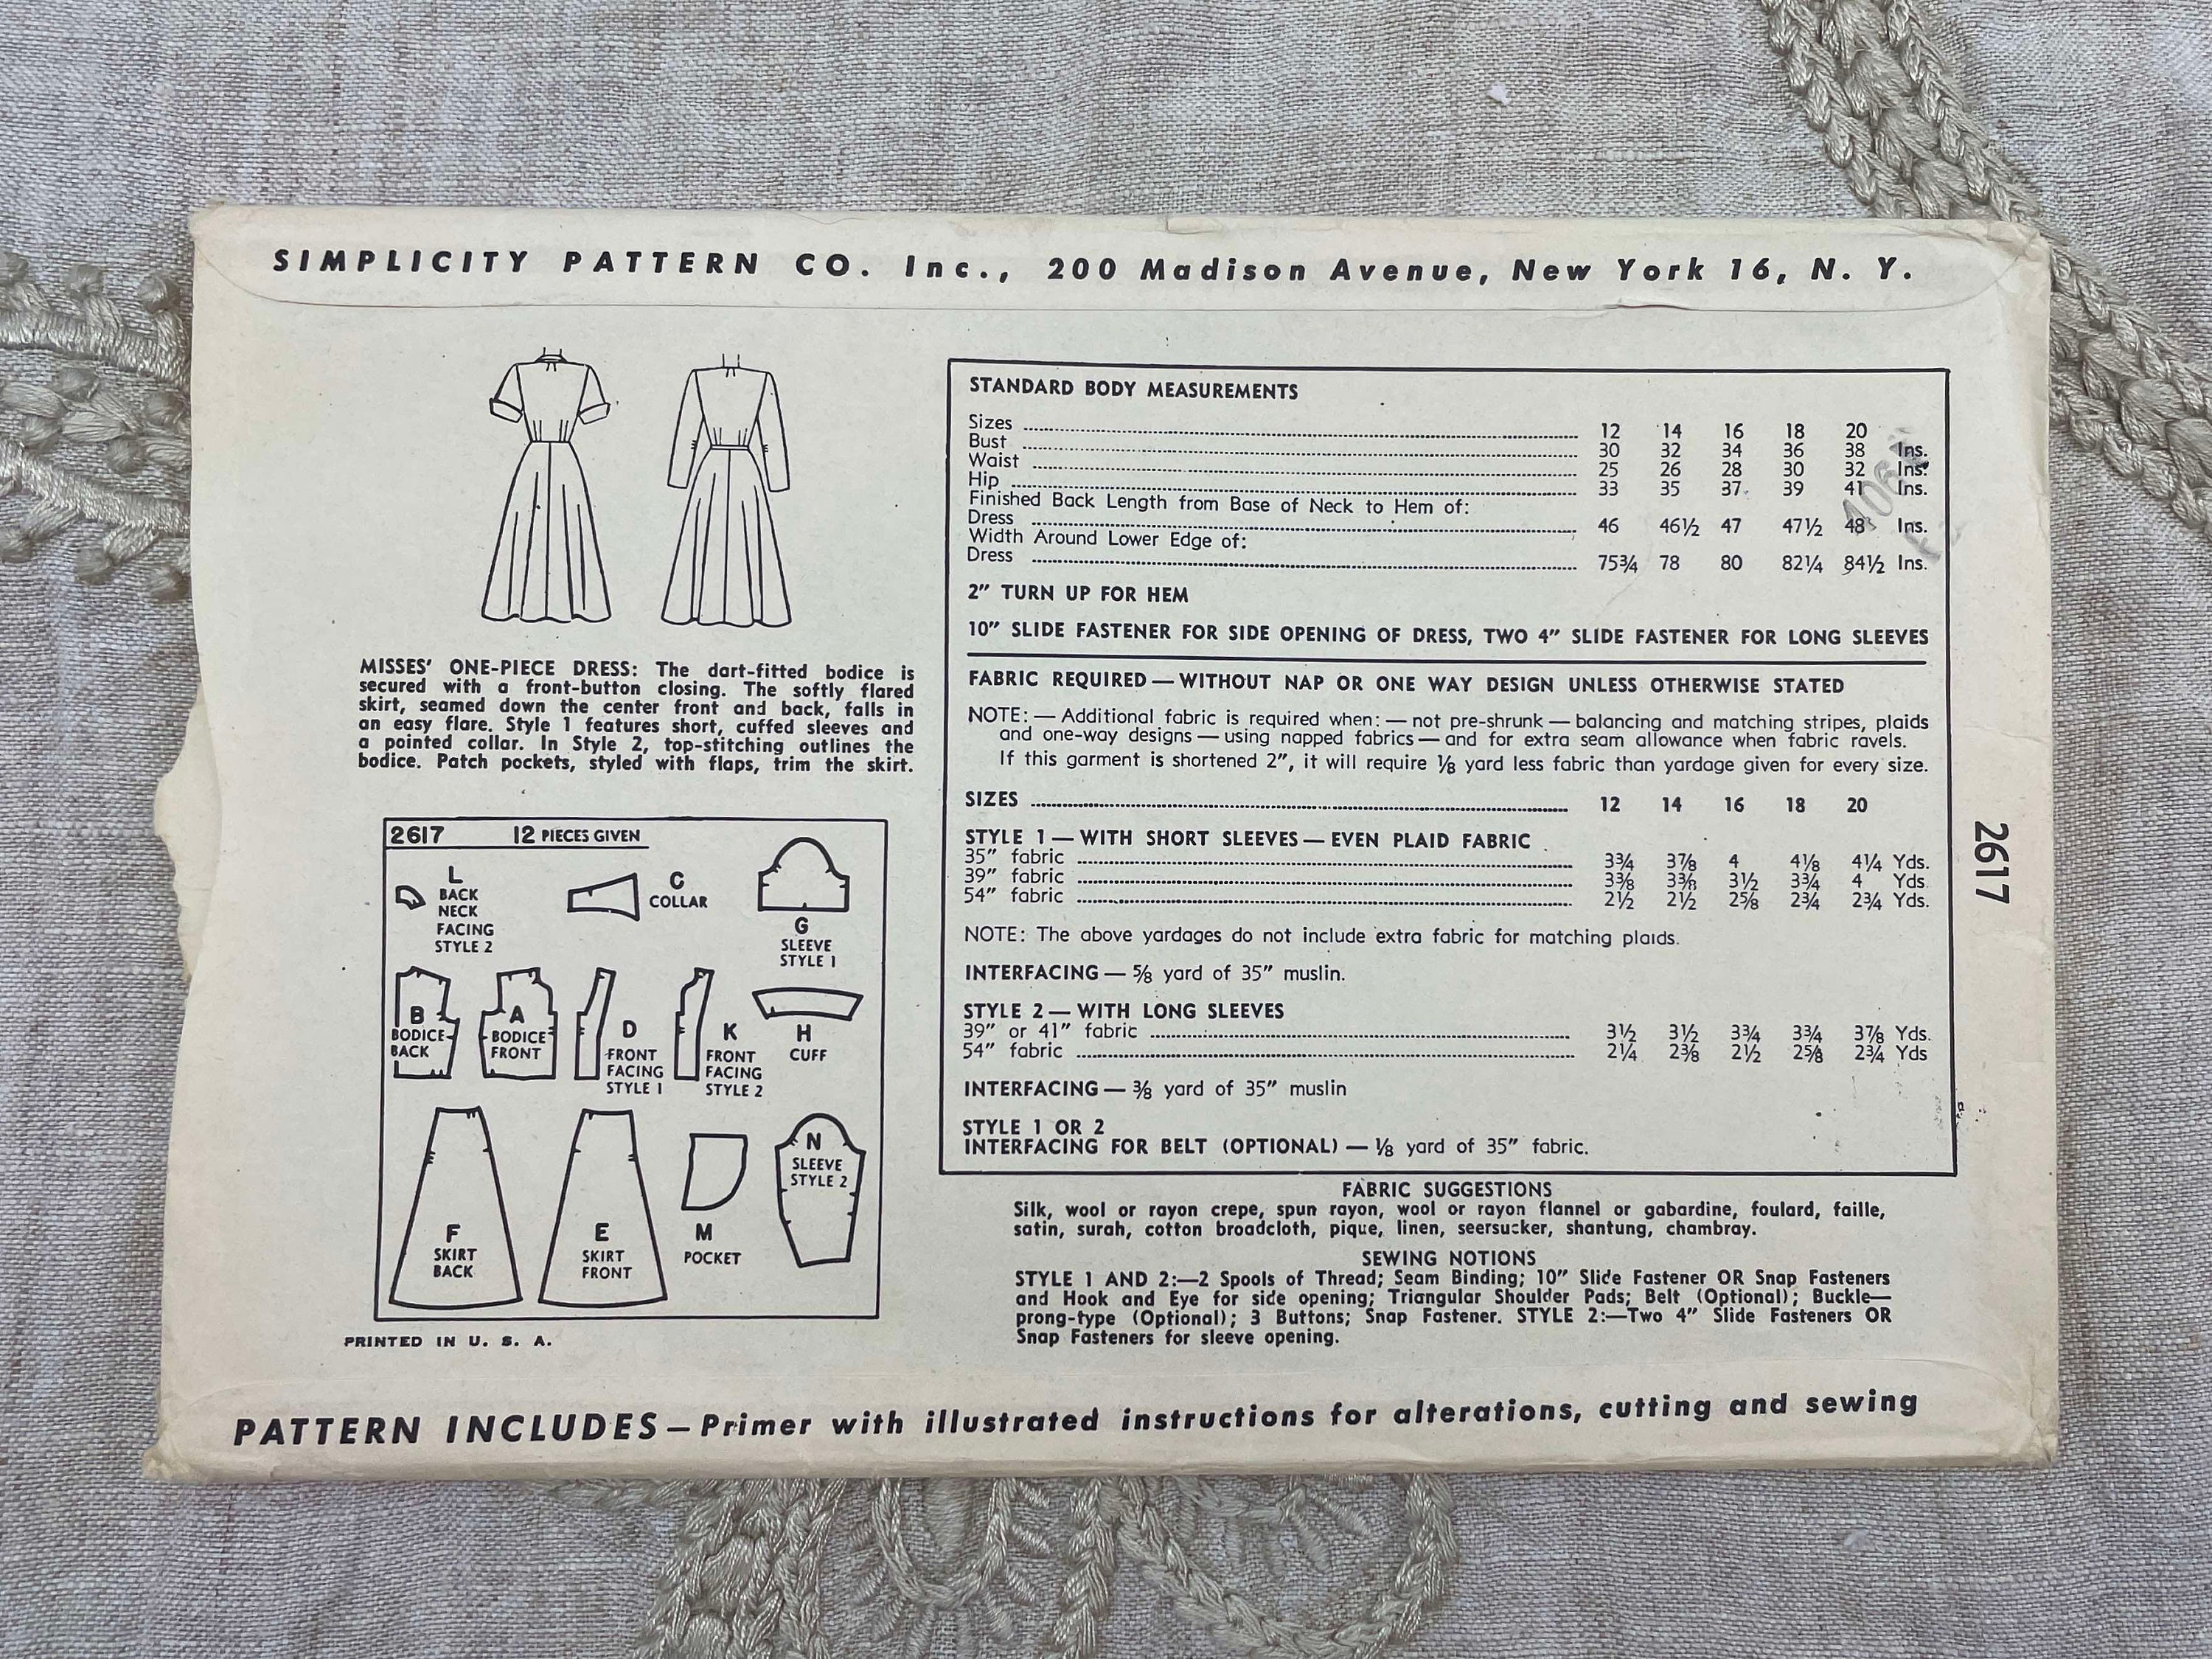 SIMPLICITY PATTERN CO. Inc., 200 Madison Avenue, New York 16, N. Y.
MISSES' ONE-PIECE DRESS: The dart-fitted bodice is
secured with a front-button closing. The softly flared
skirt, seamed down the center front and back, falls in
an easy flare. Style 1 features short, cuffed sleeves and
a pointed collar. In Style 2, top-stitching outlines the
bodice. Patch pockets, styled with flaps, trim the skirt.
2617 12 PIECES GIVEN
L
BACK
NECK
FACING
STYLE 2
C
COLLAR
G
SLEEVE
STYLE 1
B
BODICE
BACK
A
BODICE
FRONT
D
FRONT
FACING
STYLE 1
K
FRONT
FACING
STYLE 2
H
CUFF
F
SKIRT
BACK
E
SKIRT
FRONT
M
POCKET
N
SLEEVE
STYLE 2
PRINTED IN U. S. A.
STANDARD BODY MEASUREMENTS
Sizes 12 14 16 18 20
Bust 30 32 34 36 38 Ins.
Waist 25 26 28 30 32 Ins.
Hip 33 35 37 39 41 Ins.
Finished Back Length from Base of Neck to Hem of:
Dress 46 46½ 47 47½ 48 Ins.
Width Around Lower Edge of:
Dress 75¾ 78 80 82¼ 84½ Ins.
2" TURN UP FOR HEM
10" SLIDE FASTENER FOR SIDE OPENING OF DRESS, TWO 4" SLIDE FASTENER FOR LONG SLEEVES
FABRIC REQUIRED — WITHOUT NAP OR ONE WAY DESIGN UNLESS OTHERWISE STATED
NOTE: — Additional fabric is required when: — not pre-shrunk — balancing and matching stripes, plaids
and one-way designs — using napped fabrics — and for extra seam allowance when fabric ravels.
If this garment is shortened 2", it will require ⅛ yard less fabric than yardage given for every size.
SIZES 12 14 16 18 20
STYLE 1 — WITH SHORT SLEEVES — EVEN PLAID FABRIC
35" fabric 3¾ 3⅞ 4 4⅛ 4¼ Yds.
39" fabric 3⅜ 3⅜ 3½ 3¾ 4 Yds.
54" fabric 2½ 2½ 2⅝ 2¾ 2¾ Yds.
NOTE: The above yardages do not include extra fabric for matching plaids.
INTERFACING — ⅝ yard of 35" muslin.
STYLE 2 — WITH LONG SLEEVES
39" or 41" fabric 3½ 3½ 3¾ 3¾ 3⅞ Yds.
54" fabric 2¼ 2⅜ 2½ 2⅝ 2¾ Yds
INTERFACING — ⅜ yard of 35" muslin
STYLE 1 OR 2
INTERFACING FOR BELT (OPTIONAL) — ⅛ yard of 35" fabric.
2617
FABRIC SUGGESTIONS
Silk, wool or rayon crepe, spun rayon, wool or rayon flannel or gabardine, foulard, faille,
satin, surah, cotton broadcloth, pique, linen, seersucker, shantung, chambray.
SEWING NOTIONS
STYLE 1 AND 2:—2 Spools of Thread; Seam Binding; 10" Slide Fastener OR Snap Fasteners
and Hook and Eye for side opening; Triangular Shoulder Pads; Belt (Optional); Buckle—
prong-type (Optional); 3 Buttons; Snap Fastener. STYLE 2:—Two 4" Slide Fasteners OR
Snap Fasteners for sleeve opening.
PATTERN INCLUDES—Primer with illustrated instructions for alterations, cutting and sewing